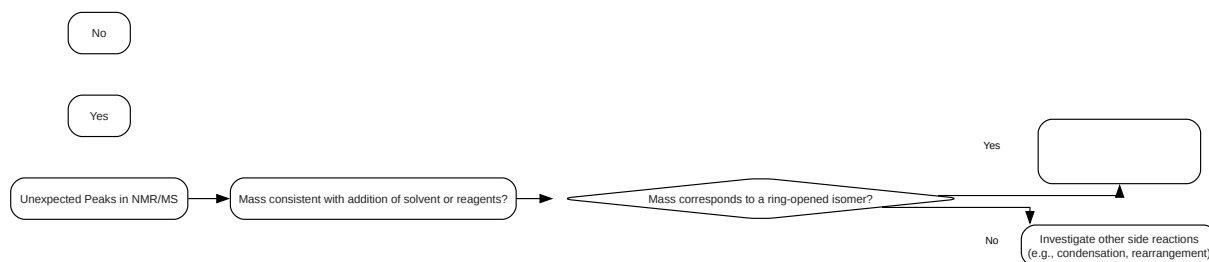 No
Yes
Unexpected Peaks in NMR/MS
Mass consistent with addition of solvent or reagents?
Mass corresponds to a ring-opened isomer?
Yes
No
Investigate other side reactions
(e.g., condensation, rearrangement)